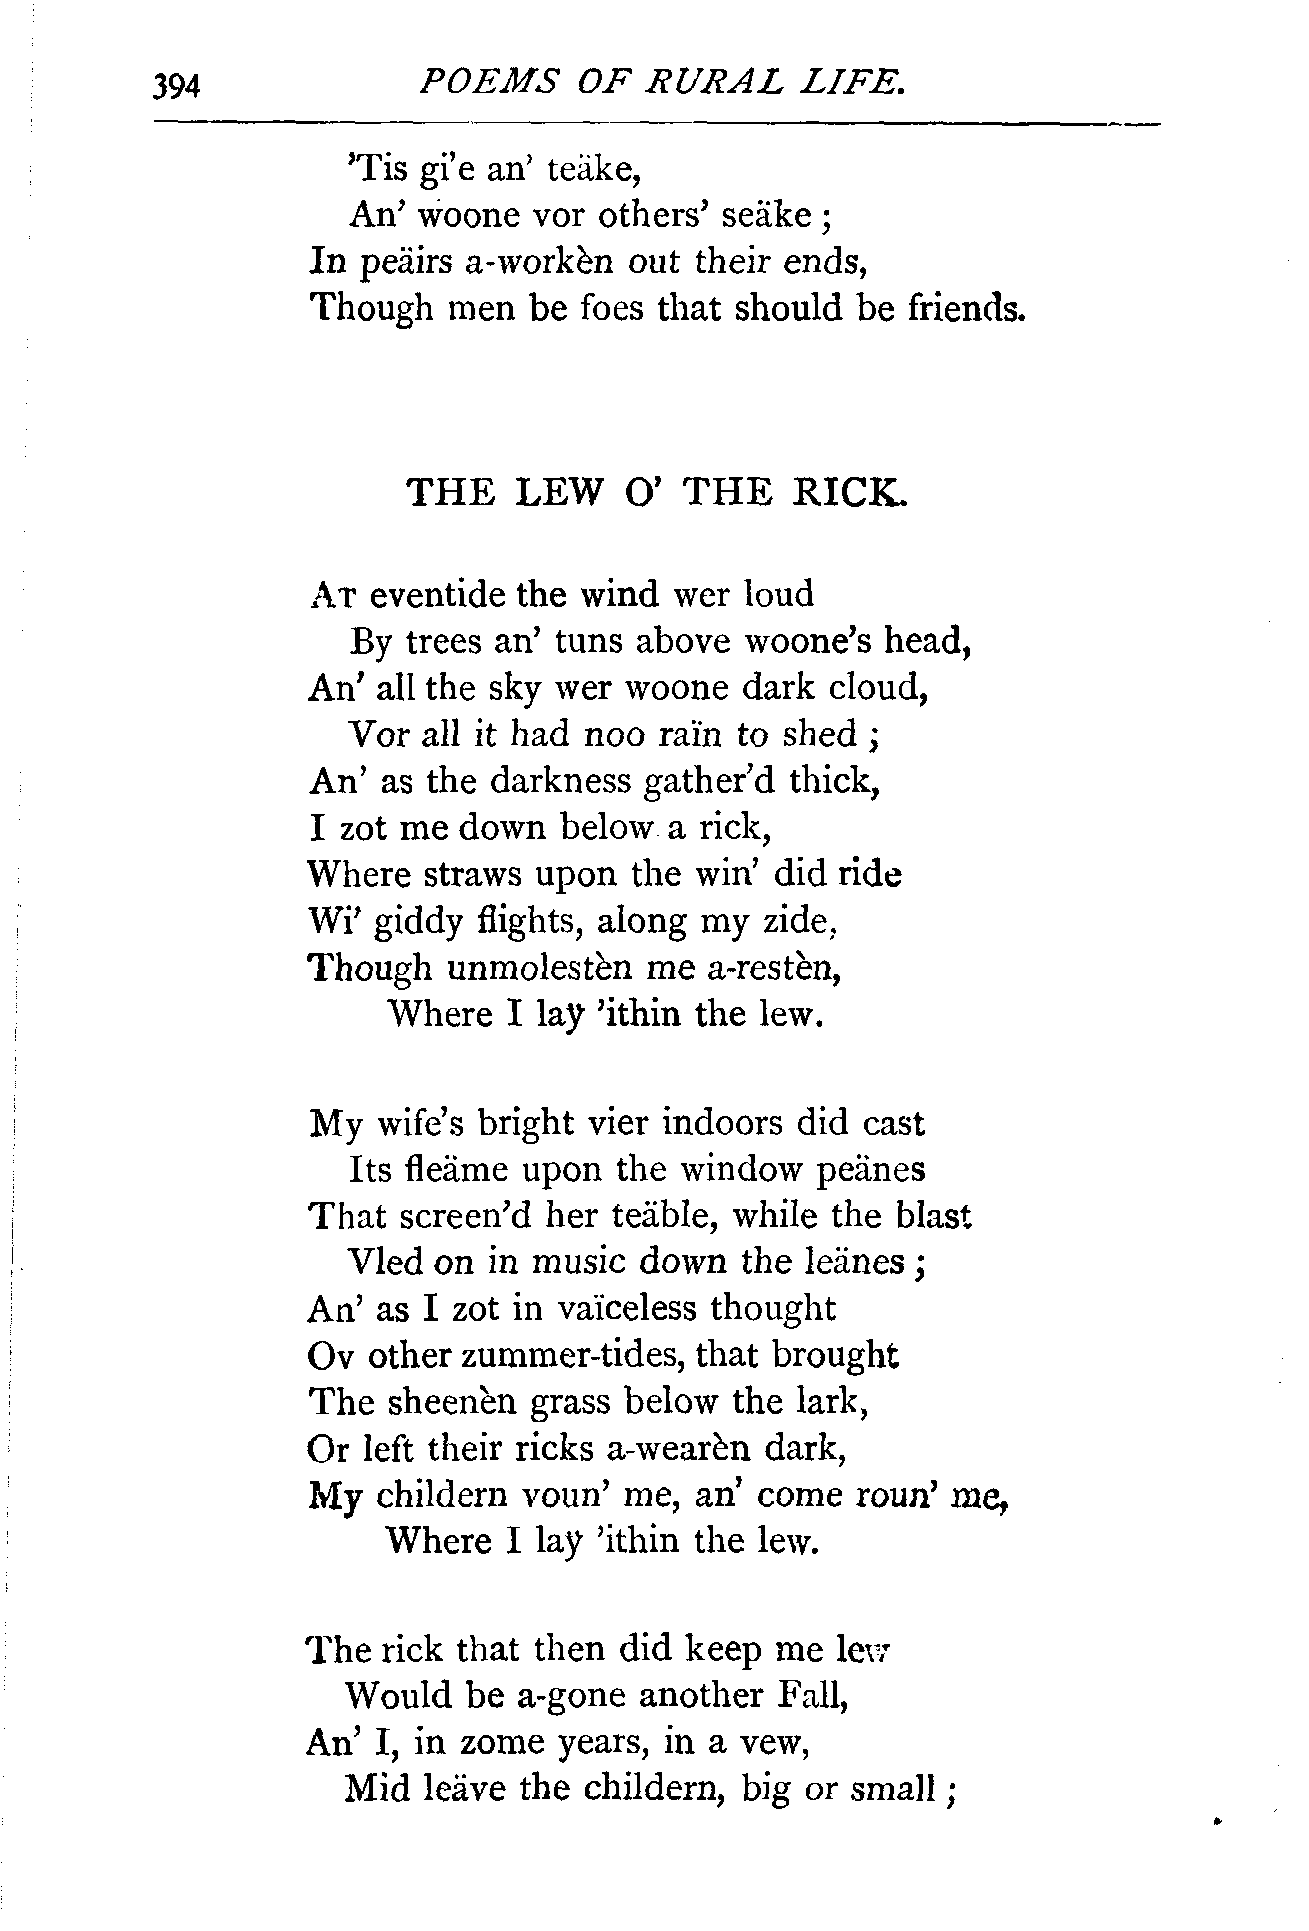 394 POEMS OF RURAL LIFE.
'Tis gi'e an' teäke,
An' woone vor others' seäke ;
In peäirs a-workèn out their ends,
Though men be foes that should be friends.
THE LEW O' THE RICK.
AT eventide the wind wer loud
By trees an' tuns above woone's head,
An' all the sky wer woone dark cloud,
Vor all it had noo raïn to shed ;
An' as the darkness gather'd thick,
I zot me down below a rick,
Where straws upon the win' did ride
Wi' giddy flights, along my zide,
Though unmolestèn me a-restèn,
Where I lay 'ithin the lew.
My wife's bright vier indoors did cast
Its fleäme upon the window peänes
That screen'd her teäble, while the blast
Vled on in music down the leänes ;
An' as I zot in vaïceless thought
Ov other zummer-tides, that brought
The sheenèn grass below the lark,
Or left their ricks a-wearèn dark,
My childern voun' me, an' come roun' me,
Where I lay 'ithin the lew.
The rick that then did keep me lew
Would be a-gone another Fall,
An' I, in zome years, in a vew,
Mid leäve the childern, big or small ;